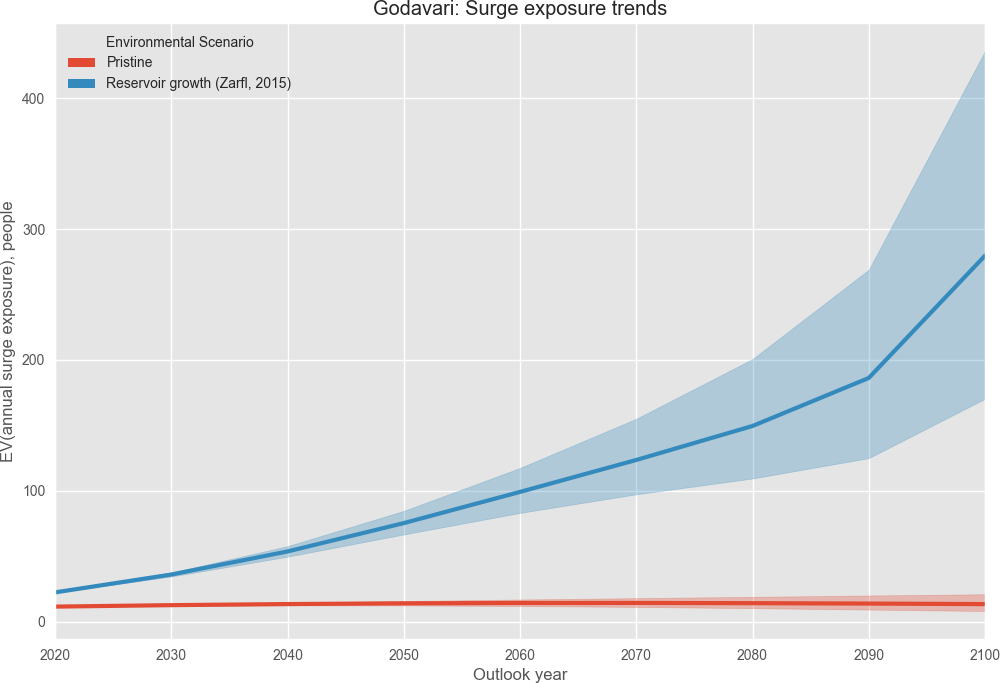 Godavari: Surge exposure trends
Environmental Scenario
Pristine
Reservoir growth (Zarfl, 2015)
EV(annual surge exposure), people
400
300
200
100
0
2020 2030 2040 2050 2060 2070 2080 2090 2100
Outlook year